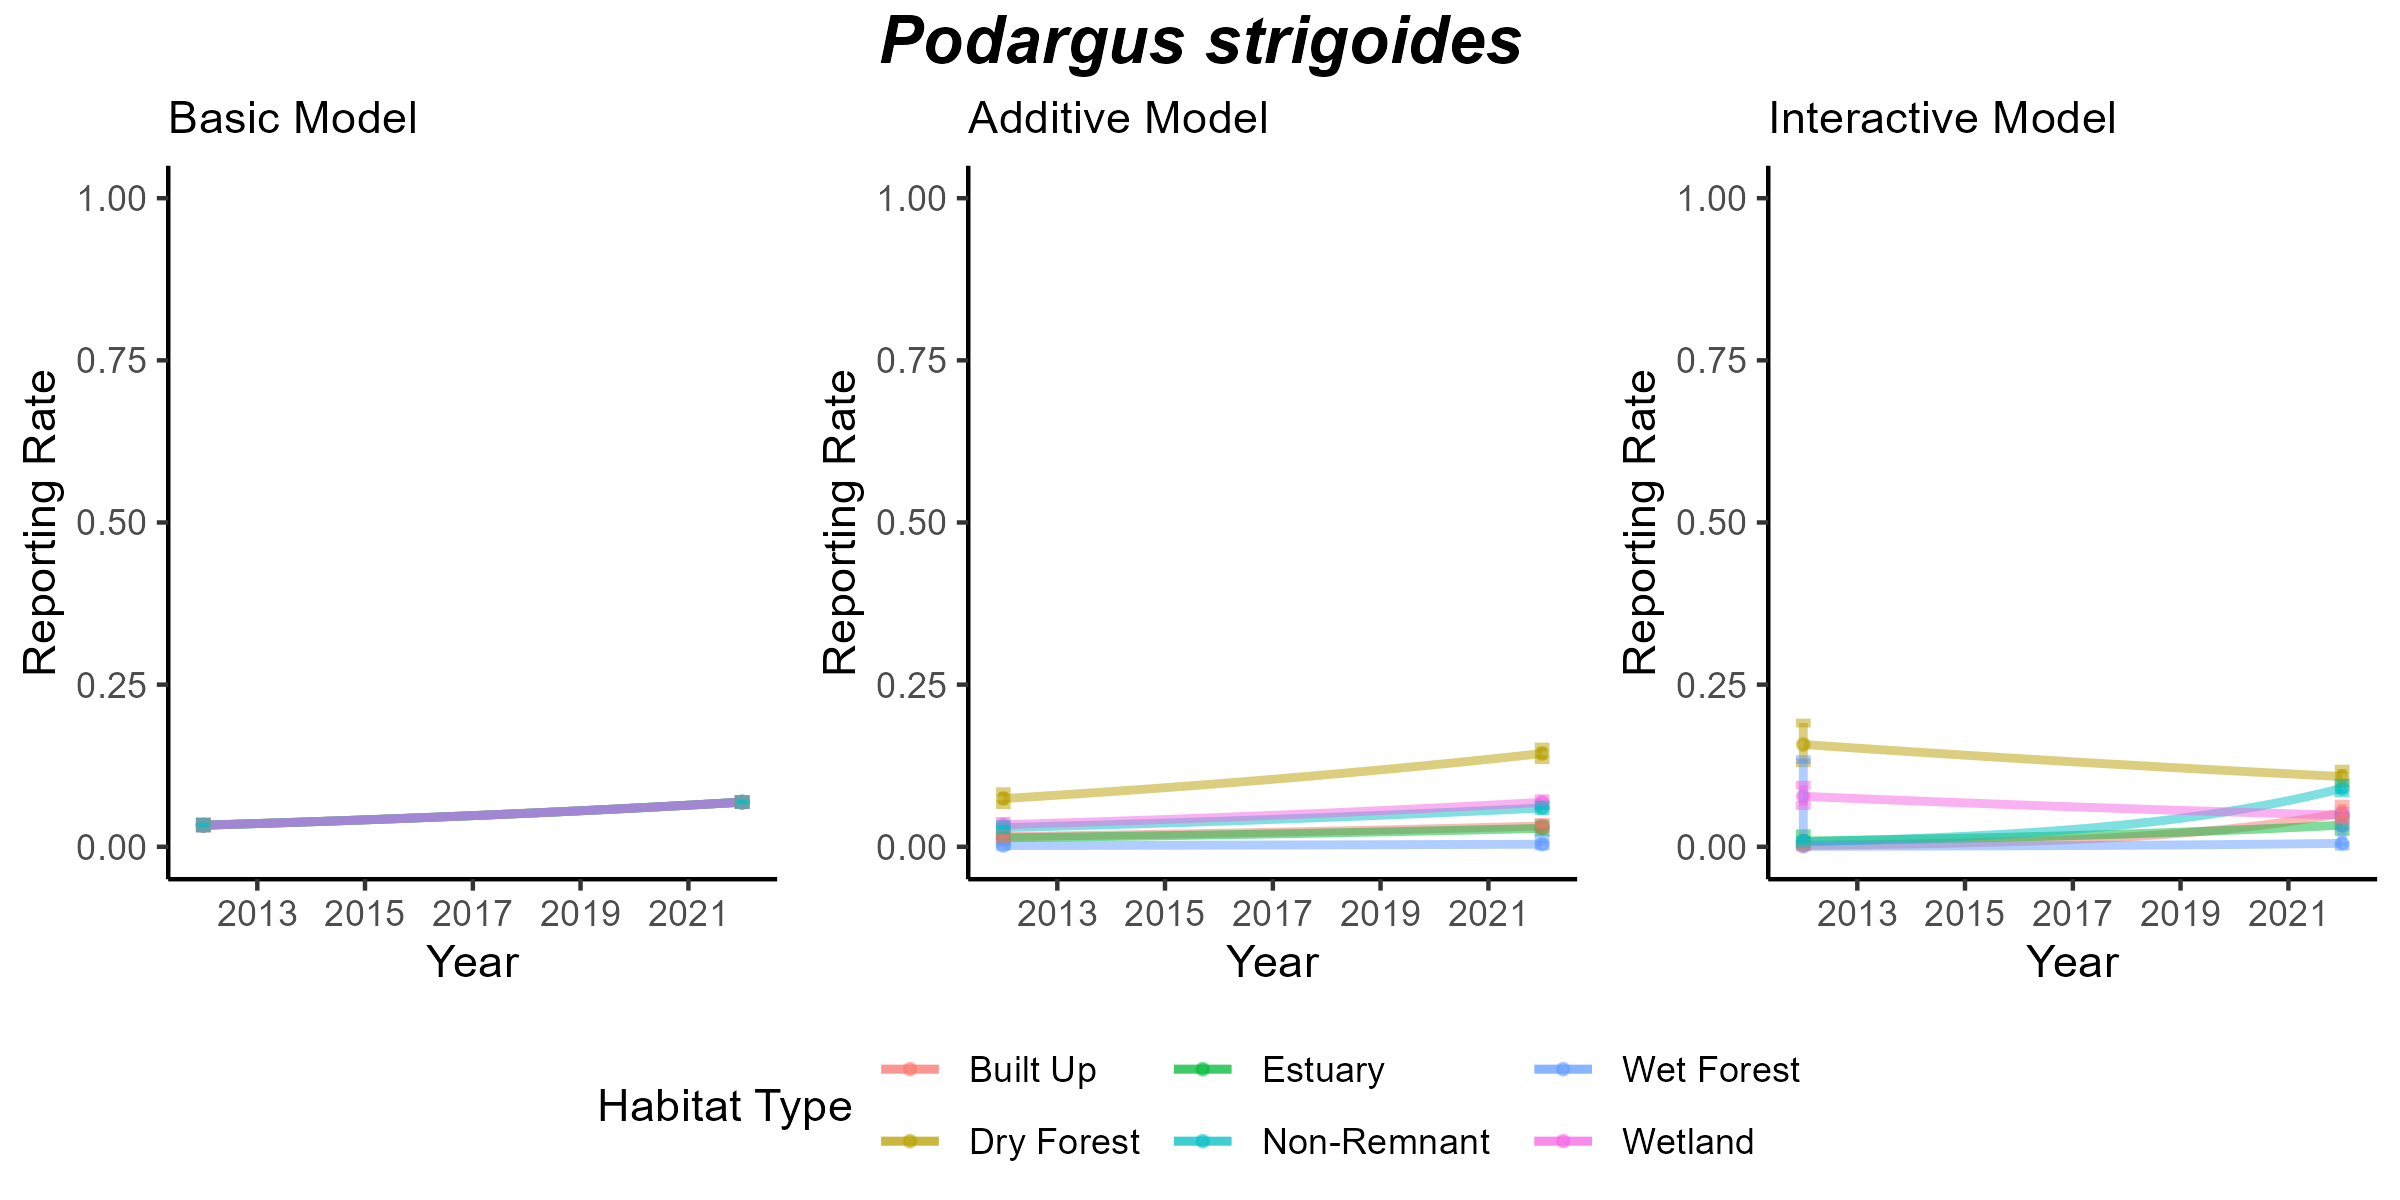 Podargus strigoides
Basic Model
Additive Model
Interactive Model
Reporting Rate
1.00
0.75
0.50
0.25
0.00
2013 2015 2017 2019 2021
Year
Reporting Rate
1.00
0.75
0.50
0.25
0.00
2013 2015 2017 2019 2021
Year
Reporting Rate
1.00
0.75
0.50
0.25
0.00
2013 2015 2017 2019 2021
Year
Habitat Type
Built Up
Estuary
Wet Forest
Dry Forest
Non-Remnant
Wetland